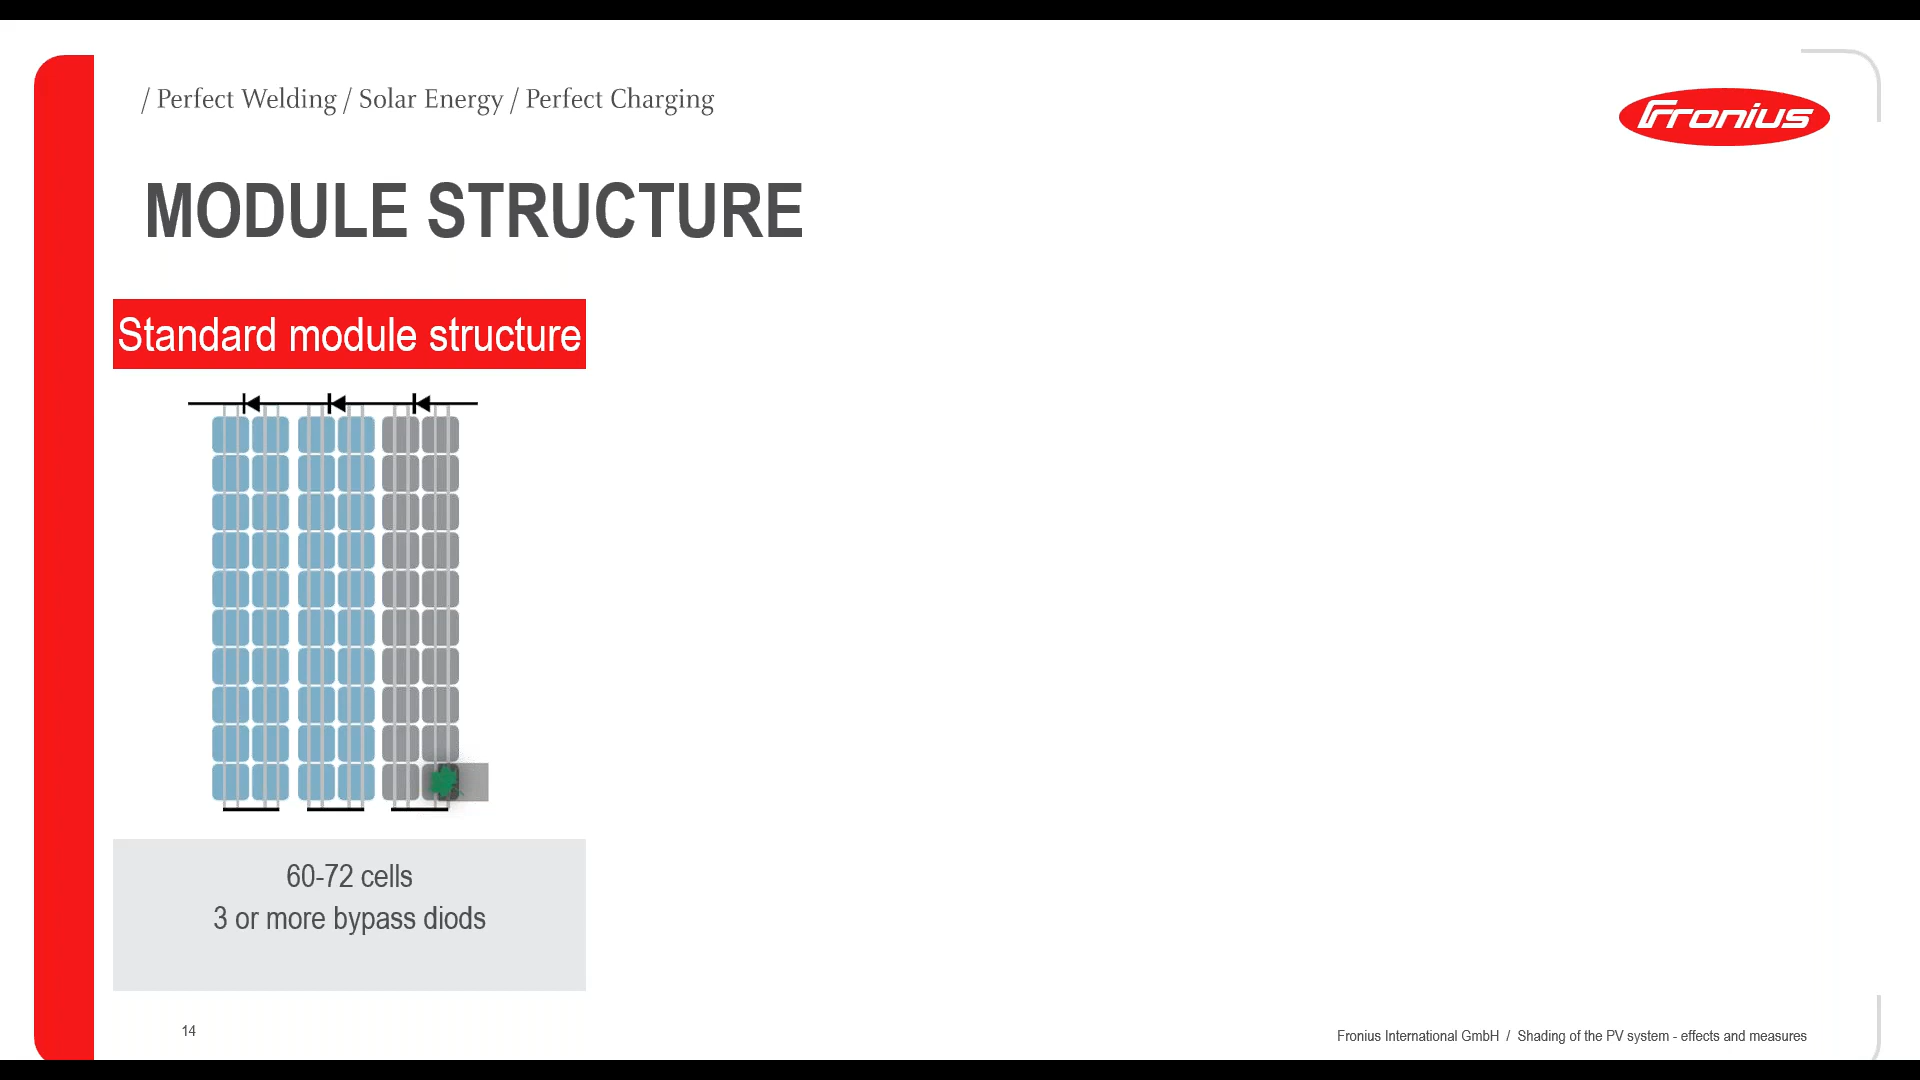 / Perfect Welding / Solar Energy / Perfect Charging
Fronius
MODULE STRUCTURE
Standard module structure
60-72 cells
3 or more bypass diods
14
Fronius International GmbH / Shading of the PV system - effects and measures